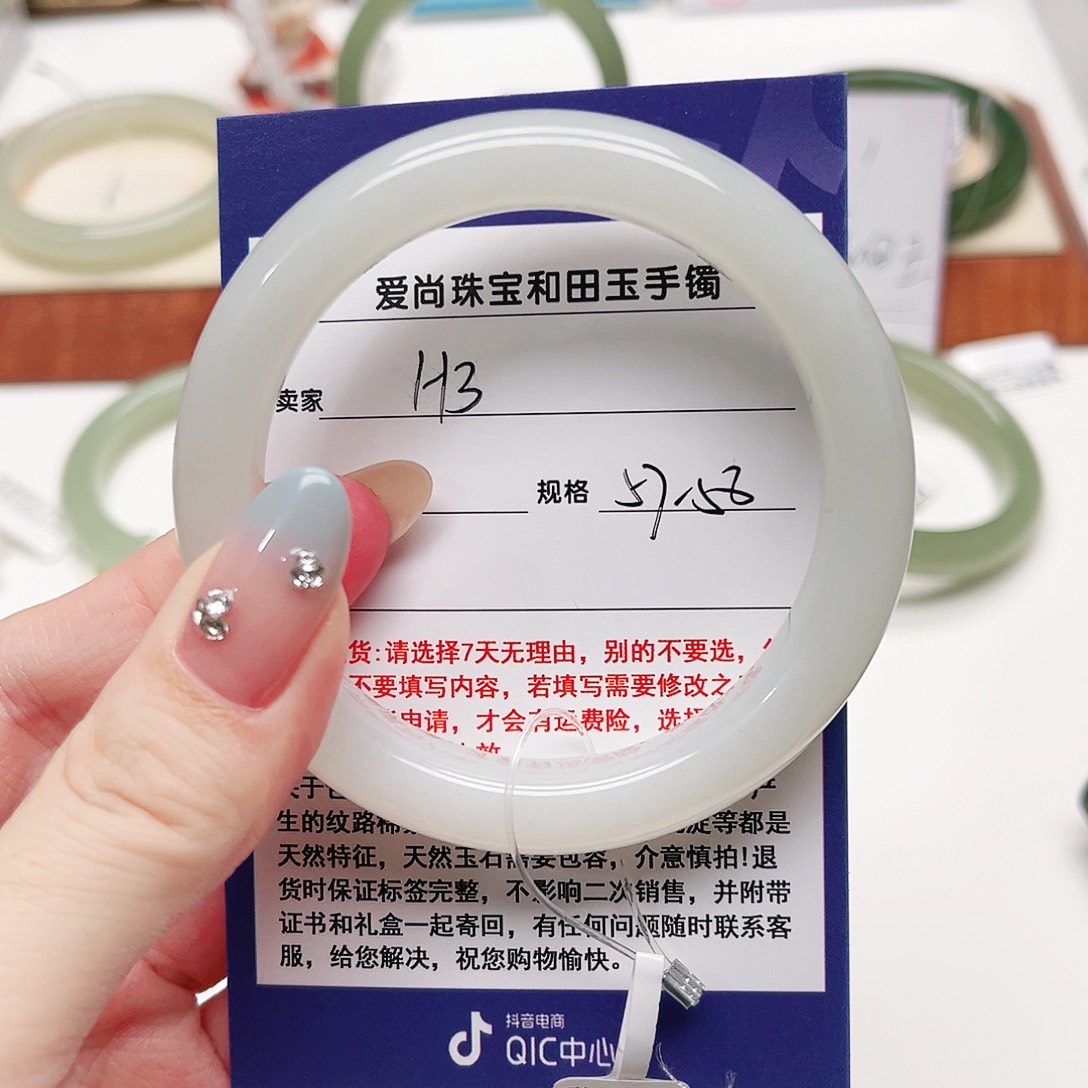 爱尚珠宝和田玉手镯
卖家 H3
规格 57.56
货:请选择7天无理由，别的不要选，
不要填写内容，若填写需要修改之
申请，才会有运费险，选择
效
生的纹路棉 淀等都是
天然特征，天然玉石需要包容，介意慎拍!退
货时保证标签完整，不影响二次销售，并附带
证书和礼盒一起寄回，有任何问题随时联系客
服，给您解决，祝您购物愉快。
抖音电商
QIC中心